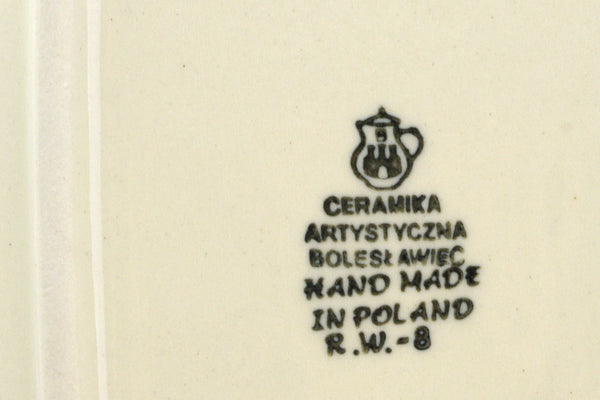 CERAMIKA
ARTYSTYCZNA
BOLESŁAWIEC
HAND MADE
IN POLAND
R.W.-8